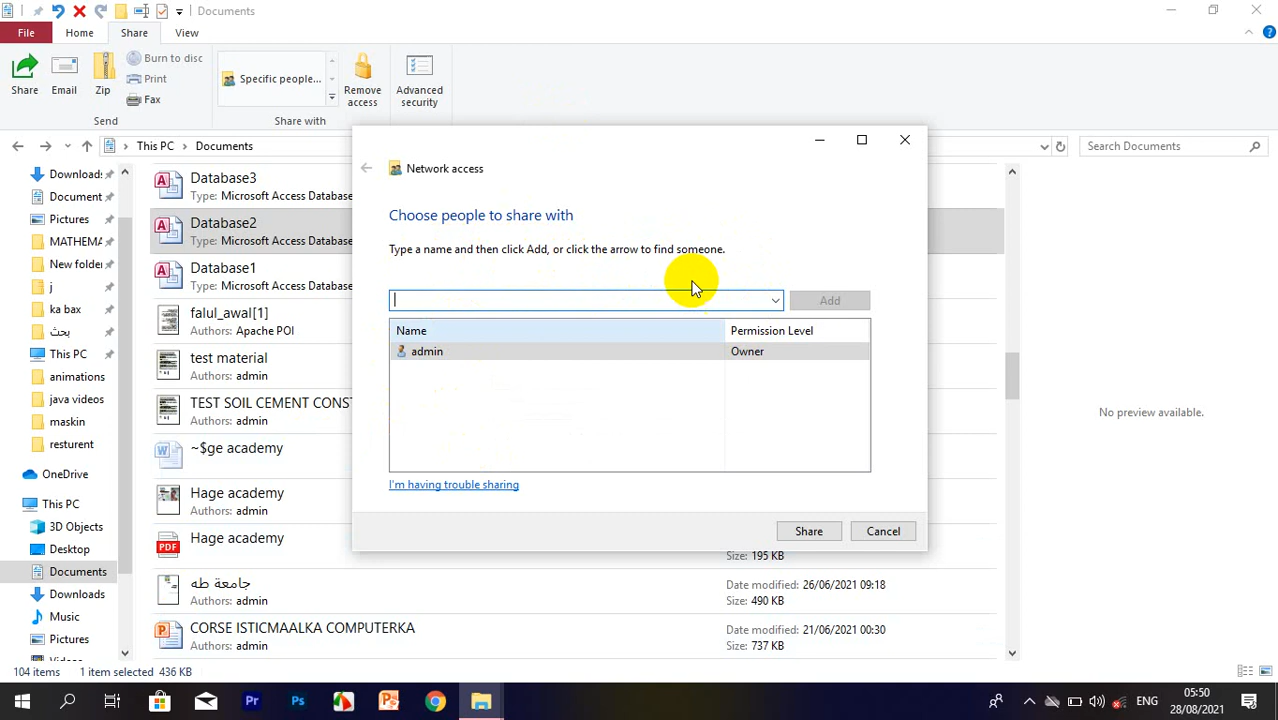 Documents
File
Home
Share
View
Share
Email
Zip
Burn to disc
Print
Fax
Specific people...
Remove access
Advanced security
Send
Share with
This PC
Documents
Search Documents
Downloads
Document
Pictures
MATHEMA
New folder
j
ka bax
بحث
This PC
animations
java videos
maskin
resturent
OneDrive
This PC
3D Objects
Desktop
Documents
Downloads
Music
Pictures
Database3
Type: Microsoft Access Database
Database2
Type: Microsoft Access Database
Database1
Type: Microsoft Access Database
falul_awal[1]
Authors: Apache POI
test material
Authors: admin
TEST SOIL CEMENT CONST
Authors: admin
~$ge academy
Hage academy
Authors: admin
Hage academy
Size: 195 KB
جامعة طه
Authors: admin
Date modified: 26/06/2021 09:18
Size: 490 KB
CORSE ISTICMAALKA COMPUTERKA
Authors: admin
Date modified: 21/06/2021 00:30
Size: 737 KB
No preview available.
Network access
Choose people to share with
Type a name and then click Add, or click the arrow to find someone.
Add
Name
Permission Level
admin
Owner
I'm having trouble sharing
Share
Cancel
104 items
1 item selected 436 KB
ENG
05:50
28/08/2021